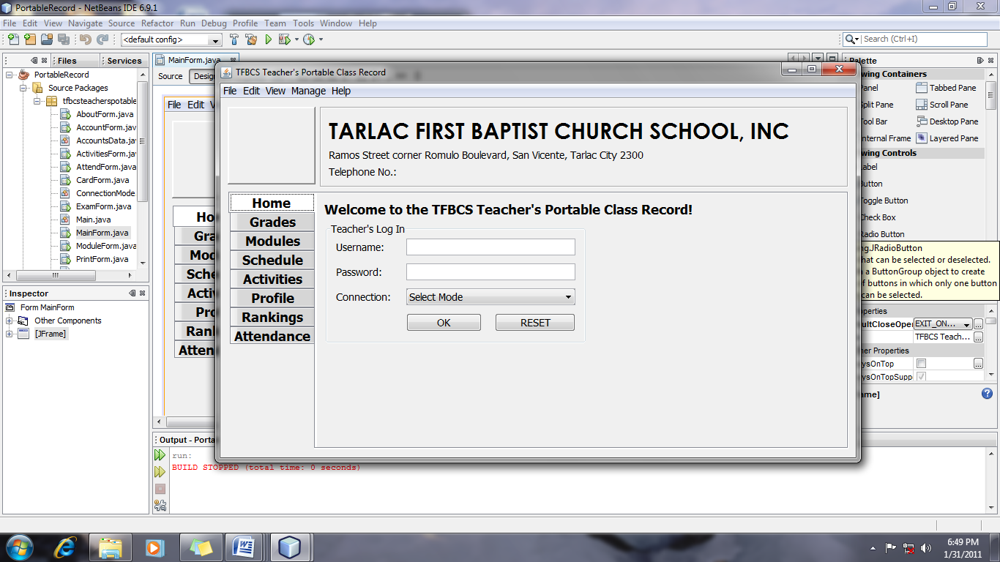 PortableRecord - NetBeans IDE 6.9.1
File Edit View Navigate Source Refactor Run Debug Profile Team Tools Window Help
<default config>
Search (Ctrl+I)
Files Services
PortableRecord
Source Packages
tfbcsteacherspotable
AboutForm.java
AccountForm.java
AccountsData.jav
ActivitiesForm.java
AttendForm.java
CardForm.java
ConnectionMode
ExamForm.java
Main.java
MainForm.java
ModuleForm.java
PrintForm.java
Inspector
Form MainForm
Other Components
[JFrame]
MainForm.java
Source Design
File Edit V
Ho
Gra
Mod
Sche
Activ
Pro
Rank
Atten
TFBCS Teacher's Portable Class Record
File Edit View Manage Help
TARLAC FIRST BAPTIST CHURCH SCHOOL, INC
Ramos Street corner Romulo Boulevard, San Vicente, Tarlac City 2300
Telephone No.:
Home
Grades
Modules
Schedule
Activities
Profile
Rankings
Attendance
Welcome to the TFBCS Teacher's Portable Class Record!
Teacher's Log In
Username:
Password:
Connection: Select Mode
OK RESET
Palette
wing Containers
Panel Tabbed Pane
Split Pane Scroll Pane
Tool Bar Desktop Pane
Internal Frame Layered Pane
wing Controls
Label
Button
Toggle Button
Check Box
Radio Button
ng.JRadioButton
hat can be selected or deselected.
a ButtonGroup object to create
f buttons in which only one button
can be selected.
operties
ultCloseOper EXIT_ON... ...
TFBCS Teach... ...
her Properties
ysOnTop ...
ysOnTopSupp
ame]
Output - Porta
run:
BUILD STOPPED (total time: 0 seconds)
6:49 PM
1/31/2011